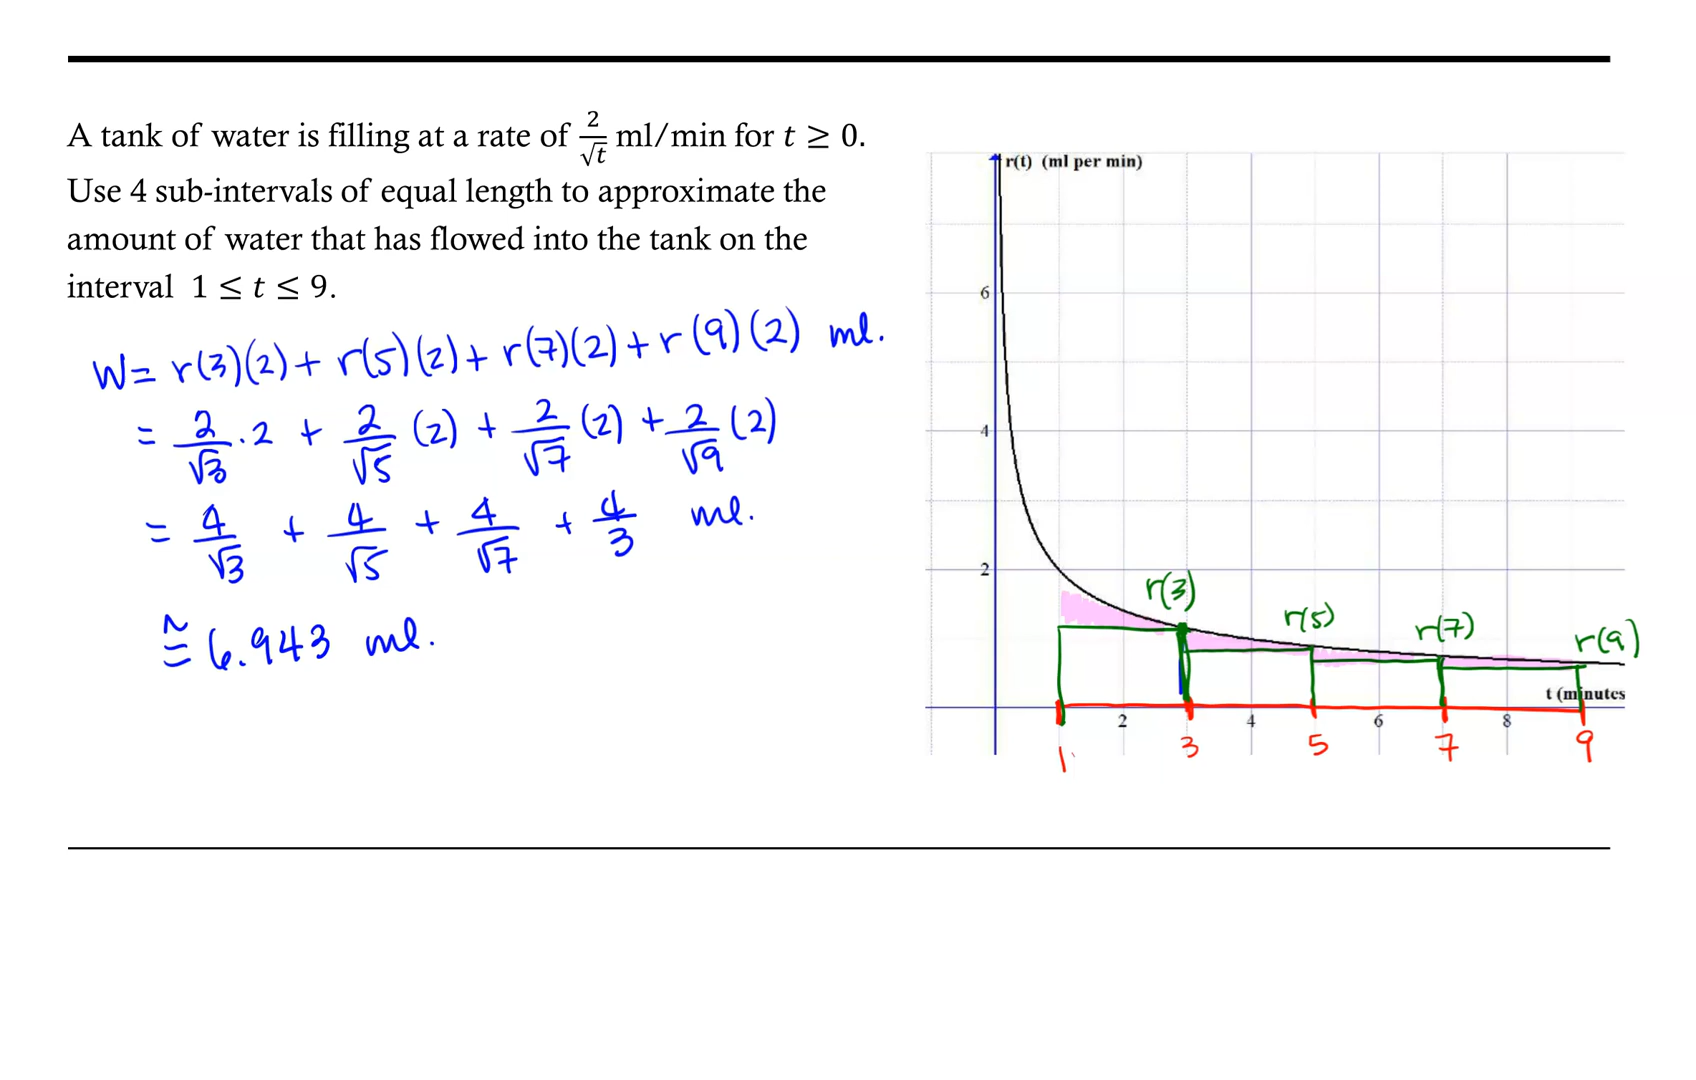 A tank of water is filling at a rate of 2/√t ml/min for t ≥ 0.
Use 4 sub-intervals of equal length to approximate the
amount of water that has flowed into the tank on the
interval 1 ≤ t ≤ 9.
W = r(3)(2) + r(5)(2) + r(7)(2) + r(9)(2) ml.
= 2/√3 · 2 + 2/√5 (2) + 2/√7 (2) + 2/√9 (2)
= 4/√3 + 4/√5 + 4/√7 + 4/3 ml.
≅ 6.943 ml.
r(t) (ml per min)
6
4
2
r(3)
r(5)
r(7)
r(9)
t (minutes
2 4 6 8
1 3 5 7 9